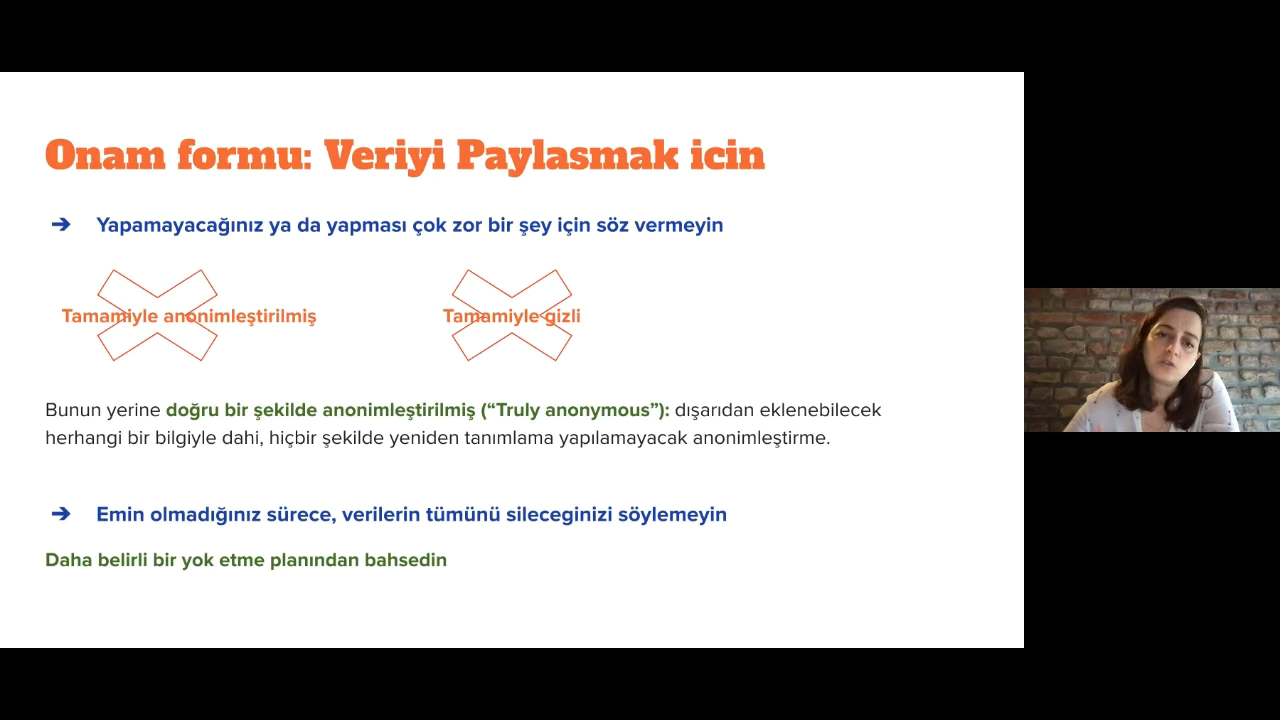 Onam formu: Veriyi Paylasmak icin
➔ Yapamayacağınız ya da yapması çok zor bir şey için söz vermeyin
Tamamiyle anonimleştirilmiş Tamamiyle gizli
Bunun yerine doğru bir şekilde anonimleştirilmiş (“Truly anonymous”): dışarıdan eklenebilecek
herhangi bir bilgiyle dahi, hiçbir şekilde yeniden tanımlama yapılamayacak anonimleştirme.
➔ Emin olmadığınız sürece, verilerin tümünü sileceginizi söylemeyin
Daha belirli bir yok etme planından bahsedin